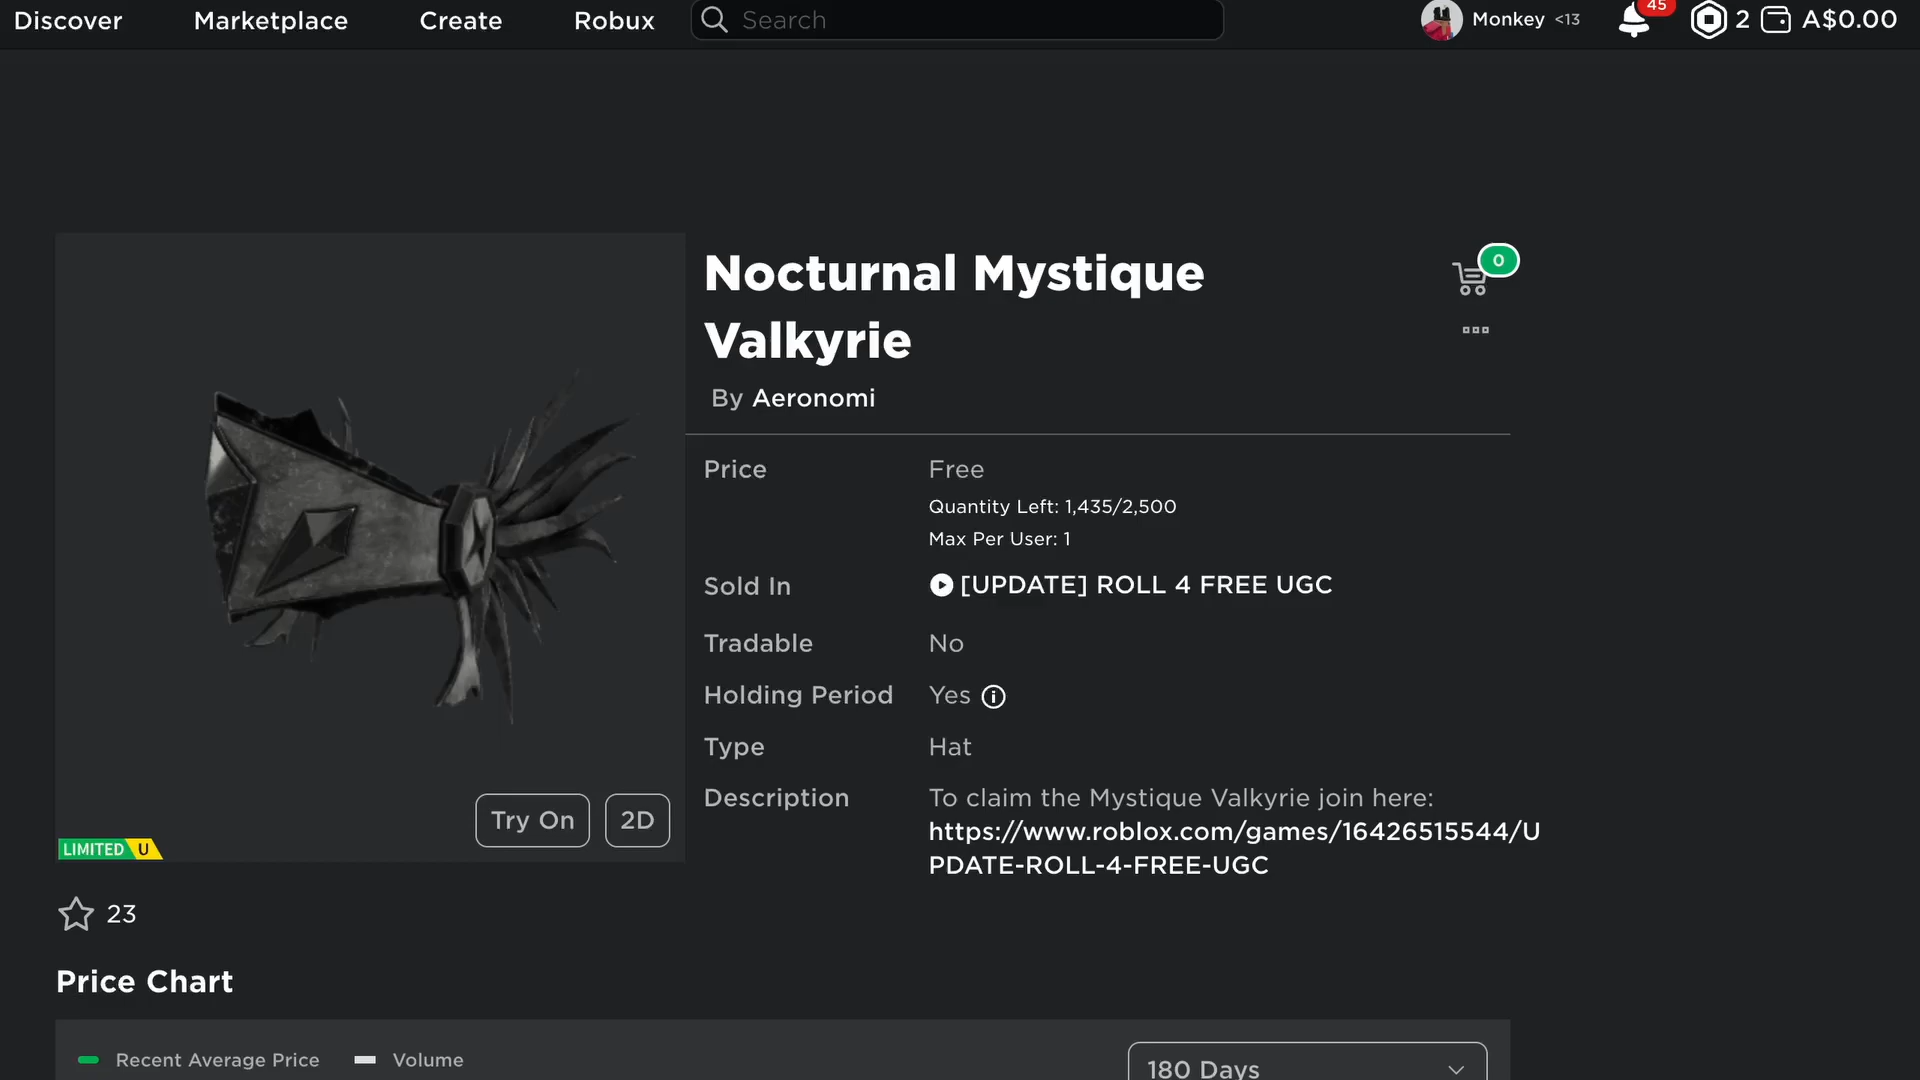 Discover Marketplace Create Robux Search Monkey <13 45 2 A$0.00
Nocturnal Mystique
Valkyrie
0
By Aeronomi
Price Free
Quantity Left: 1,435/2,500
Max Per User: 1
Sold In [UPDATE] ROLL 4 FREE UGC
Tradable No
Holding Period Yes
Type Hat
Description To claim the Mystique Valkyrie join here:
https://www.roblox.com/games/16426515544/U
PDATE-ROLL-4-FREE-UGC
Try On 2D
LIMITED U
23
Price Chart
Recent Average Price Volume 180 Days